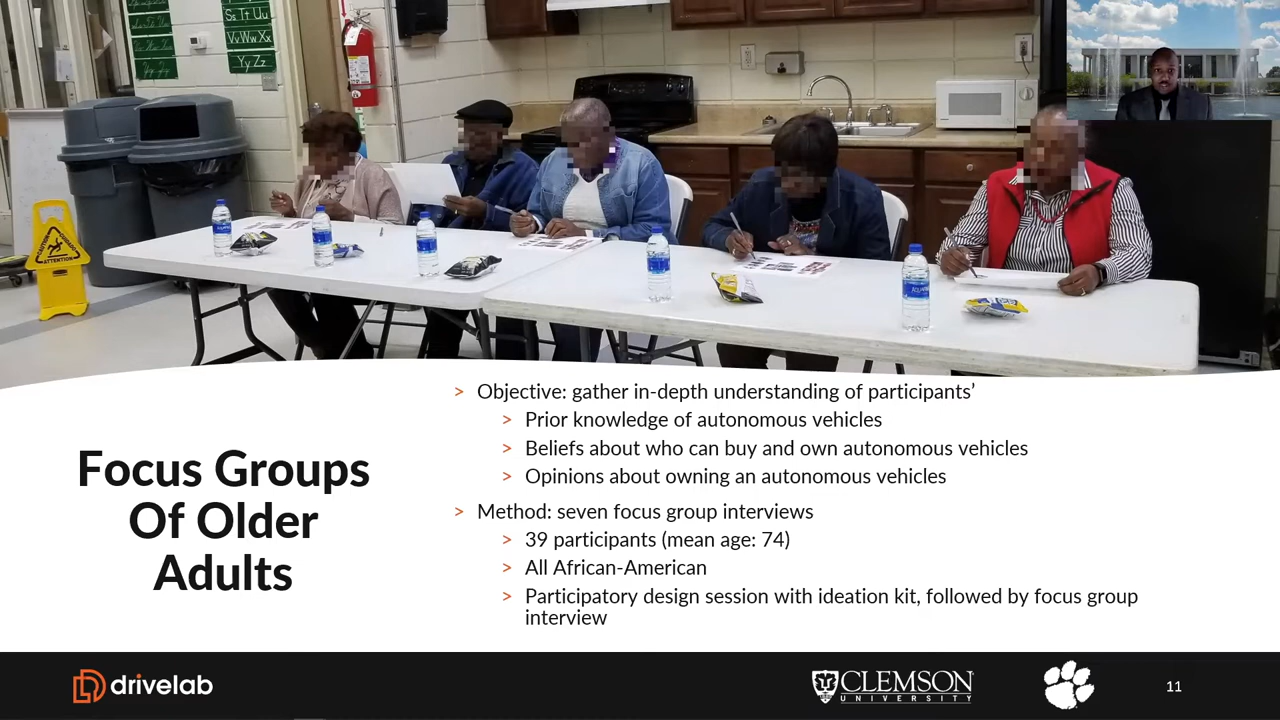 Ss Tt Uu
Vv Ww Xx
Yy Zz
ATTENTION
Focus Groups
Of Older
Adults
> Objective: gather in-depth understanding of participants’
> Prior knowledge of autonomous vehicles
> Beliefs about who can buy and own autonomous vehicles
> Opinions about owning an autonomous vehicles
> Method: seven focus group interviews
> 39 participants (mean age: 74)
> All African-American
> Participatory design session with ideation kit, followed by focus group
interview
drivelab
CLEMSON
UNIVERSITY
11